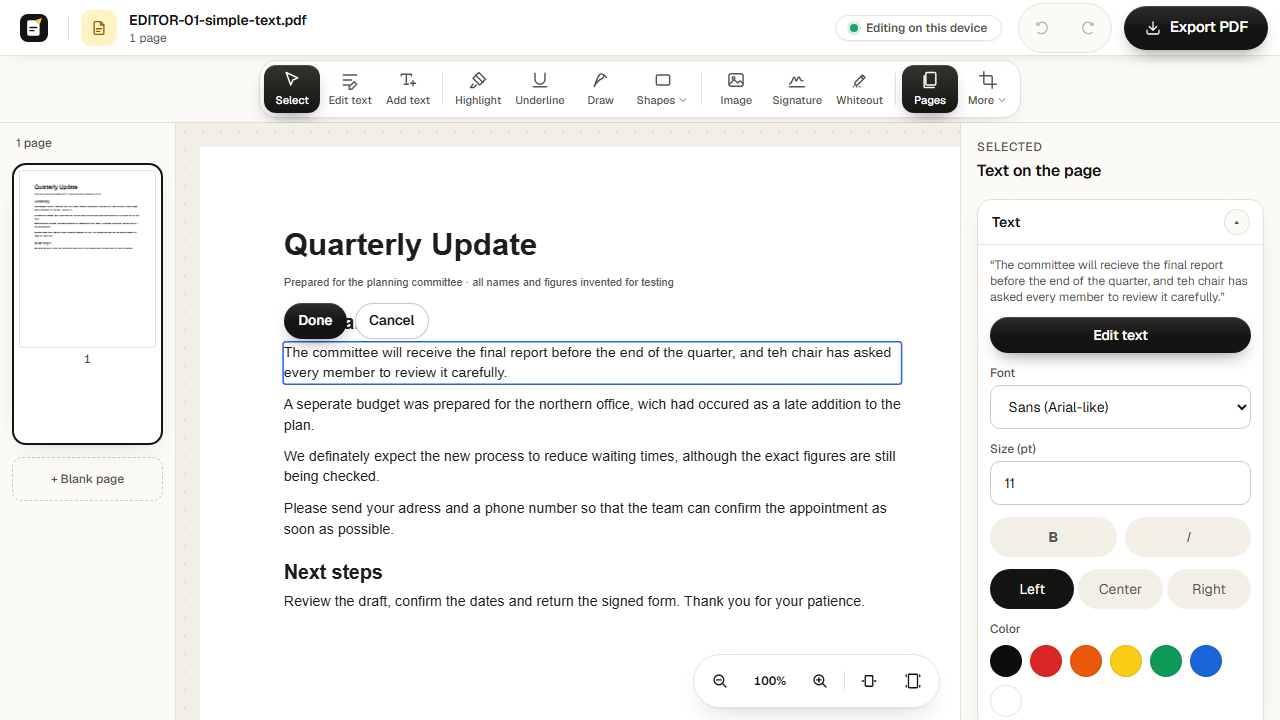 EDITOR-01-simple-text.pdf
1 page
Editing on this device
Export PDF
Select
Edit text
Add text
Highlight
Underline
Draw
Shapes
Image
Signature
Whiteout
Pages
More
1 page
Quarterly Update
1
+ Blank page
Quarterly Update
Prepared for the planning committee · all names and figures invented for testing
Done
Cancel
The committee will receive the final report before the end of the quarter, and teh chair has asked
every member to review it carefully.
A seperate budget was prepared for the northern office, wich had occured as a late addition to the
plan.
We definately expect the new process to reduce waiting times, although the exact figures are still
being checked.
Please send your adress and a phone number so that the team can confirm the appointment as
soon as possible.
Next steps
Review the draft, confirm the dates and return the signed form. Thank you for your patience.
100%
SELECTED
Text on the page
Text
“The committee will recieve the final report
before the end of the quarter, and teh chair has
asked every member to review it carefully.”
Edit text
Font
Sans (Arial-like)
Size (pt)
11
B
I
Left
Center
Right
Color